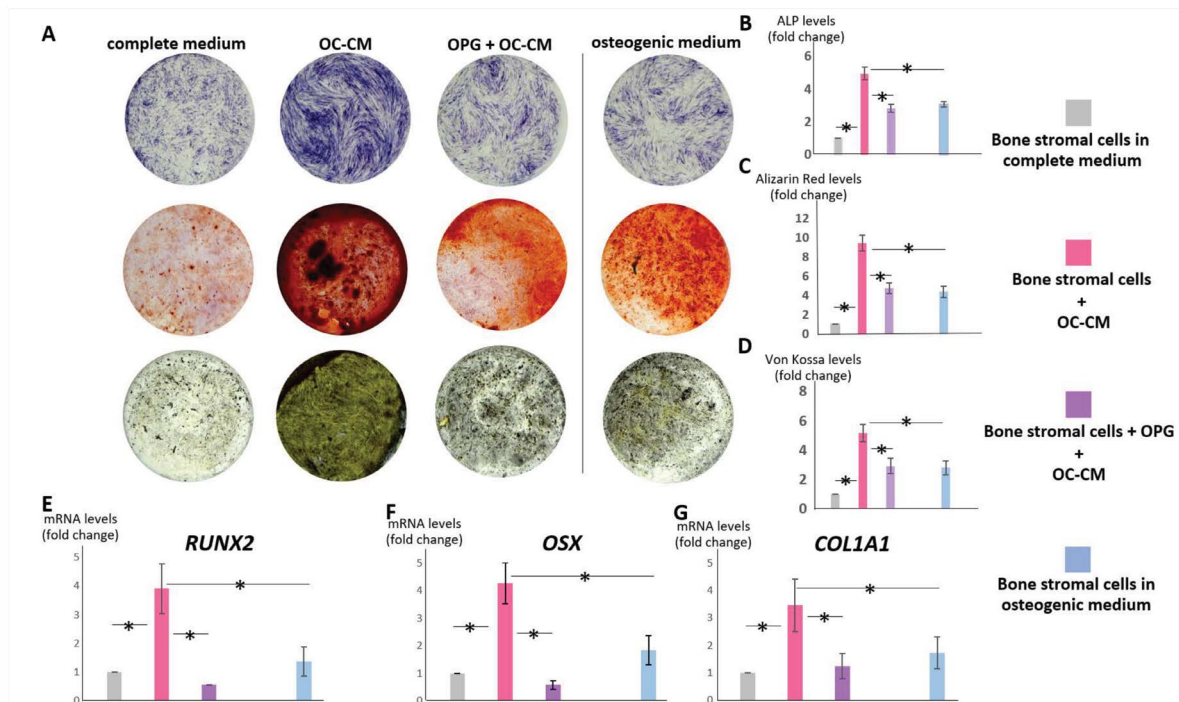 A
complete medium
OC-CM
OPG + OC-CM
osteogenic medium
B
ALP levels
(fold change)
6
4
2
0
*
*
*
C
Alizarin Red levels
(fold change)
12
10
8
6
4
2
0
*
*
*
D
Von Kossa levels
(fold change)
8
6
4
2
0
*
*
*
Bone stromal cells in
complete medium
Bone stromal cells
+
OC-CM
Bone stromal cells + OPG
+
OC-CM
Bone stromal cells in
osteogenic medium
E
mRNA levels
(fold change)
RUNX2
5
4
3
2
1
0
*
*
*
F
mRNA levels
(fold change)
OSX
5
4
3
2
1
0
*
*
*
G
mRNA levels
(fold change)
COL1A1
5
4
3
2
1
0
*
*
*